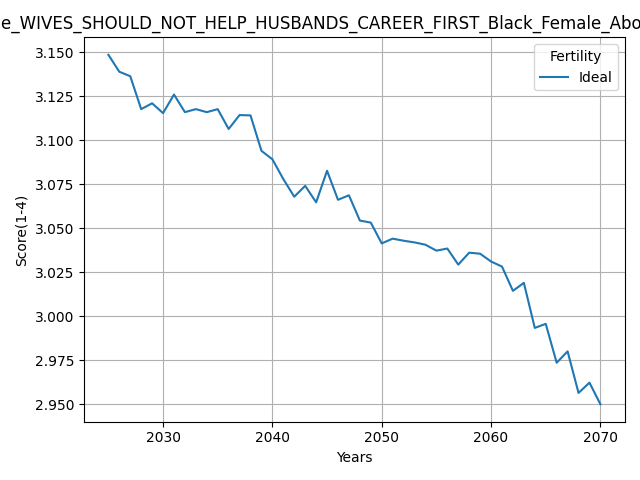 e_WIVES_SHOULD_NOT_HELP_HUSBANDS_CAREER_FIRST_Black_Female_Abo
Fertility
Ideal
Score(1-4)
3.150
3.125
3.100
3.075
3.050
3.025
3.000
2.975
2.950
2030 2040 2050 2060 2070
Years